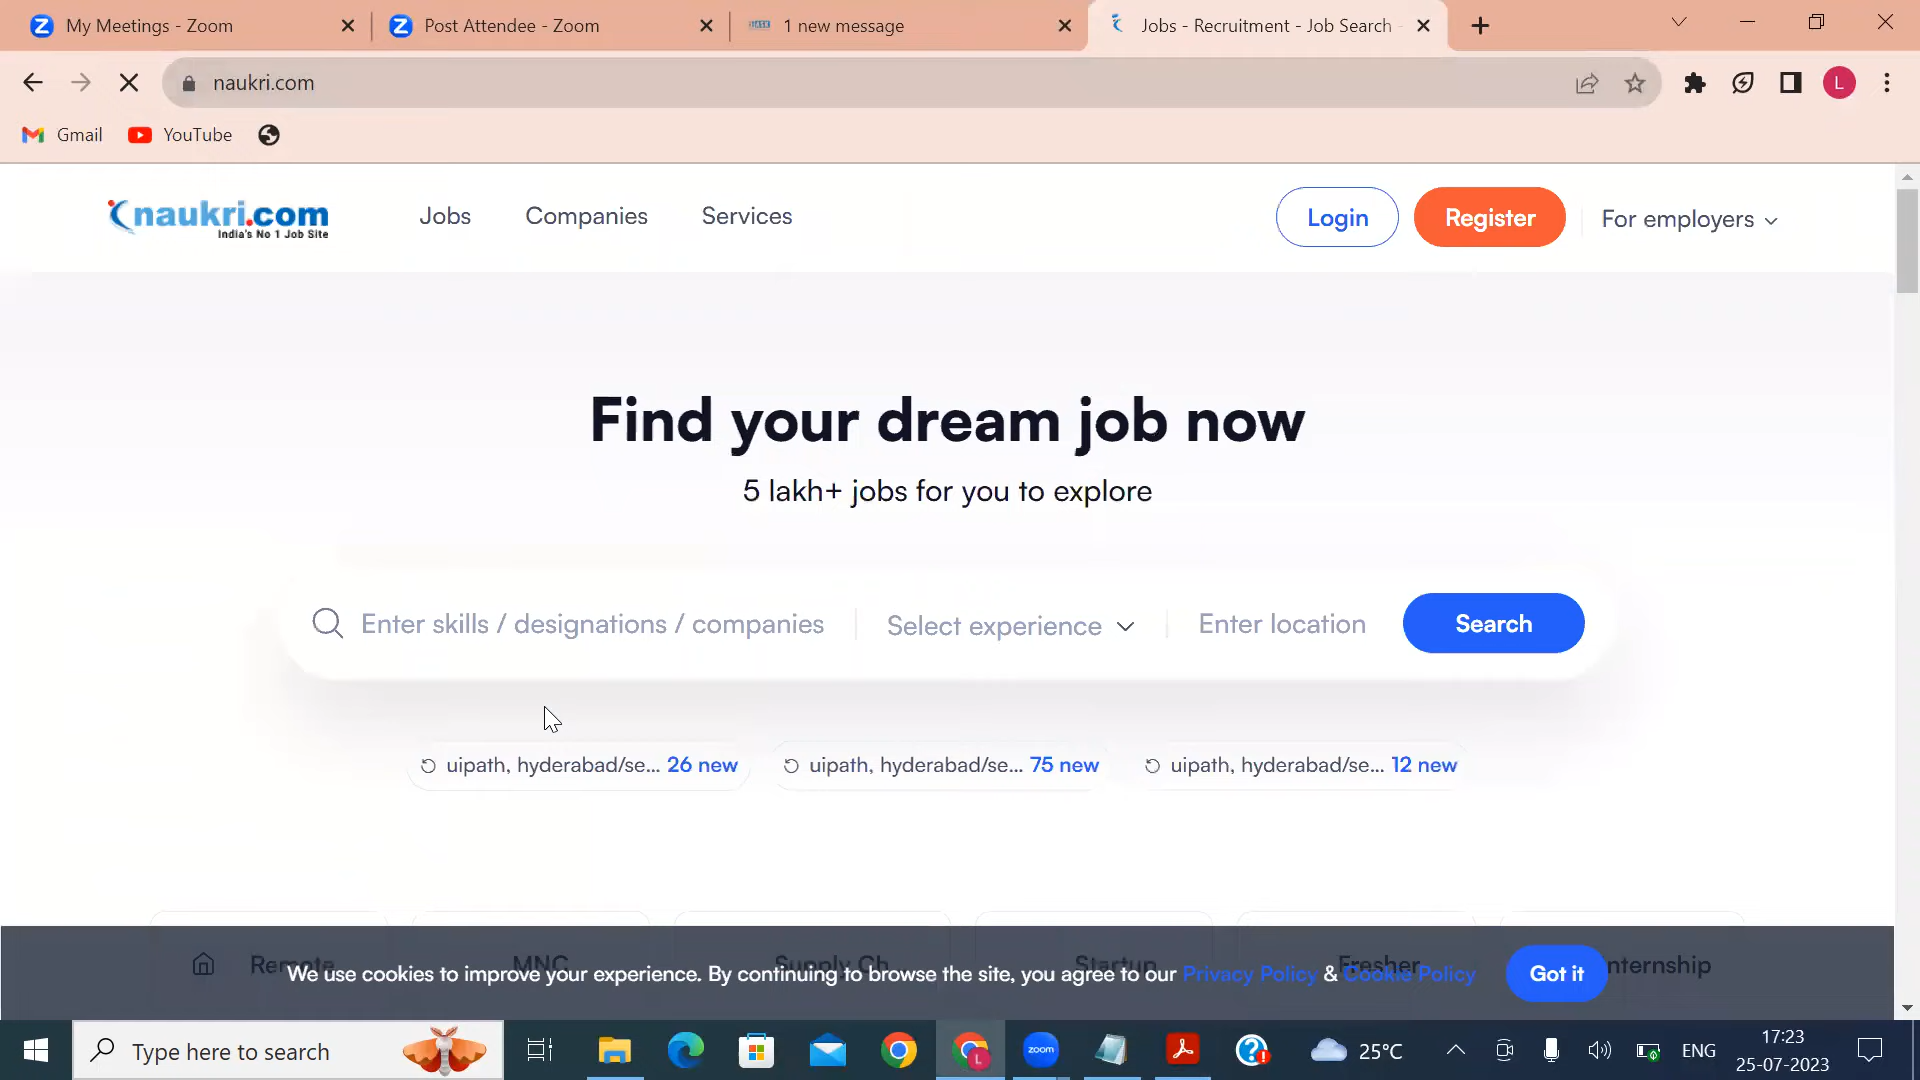 My Meetings - Zoom
Post Attendee - Zoom
1 new message
Jobs - Recruitment - Job Search -
naukri.com
L
Gmail
YouTube
naukri.com
India's No 1 Job Site
Jobs
Companies
Services
Login
Register
For employers
Find your dream job now
5 lakh+ jobs for you to explore
Enter skills / designations / companies
Select experience
Enter location
Search
uipath, hyderabad/se... 26 new
uipath, hyderabad/se... 75 new
uipath, hyderabad/se... 12 new
Remote
MNC
Supply Ch
Startup
Fresher
nternship
We use cookies to improve your experience. By continuing to browse the site, you agree to our Privacy Policy & Cookie Policy
Got it
Type here to search
zoom
L
25°C
ENG
17:23
25-07-2023